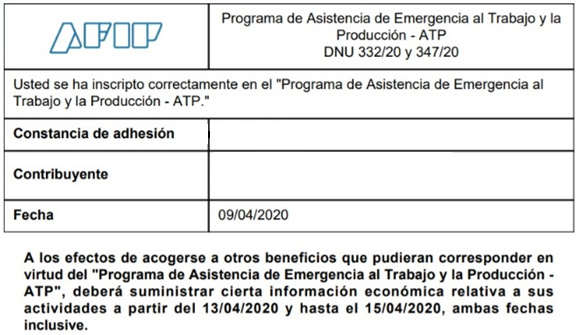 AFIP
Programa de Asistencia de Emergencia al Trabajo y la
Producción - ATP
DNU 332/20 y 347/20
Usted se ha inscripto correctamente en el "Programa de Asistencia de Emergencia al
Trabajo y la Producción - ATP."
Constancia de adhesión
Contribuyente
Fecha
09/04/2020
A los efectos de acogerse a otros beneficios que pudieran corresponder en
virtud del "Programa de Asistencia de Emergencia al Trabajo y la Producción -
ATP", deberá suministrar cierta información económica relativa a sus
actividades a partir del 13/04/2020 y hasta el 15/04/2020, ambas fechas
inclusive.